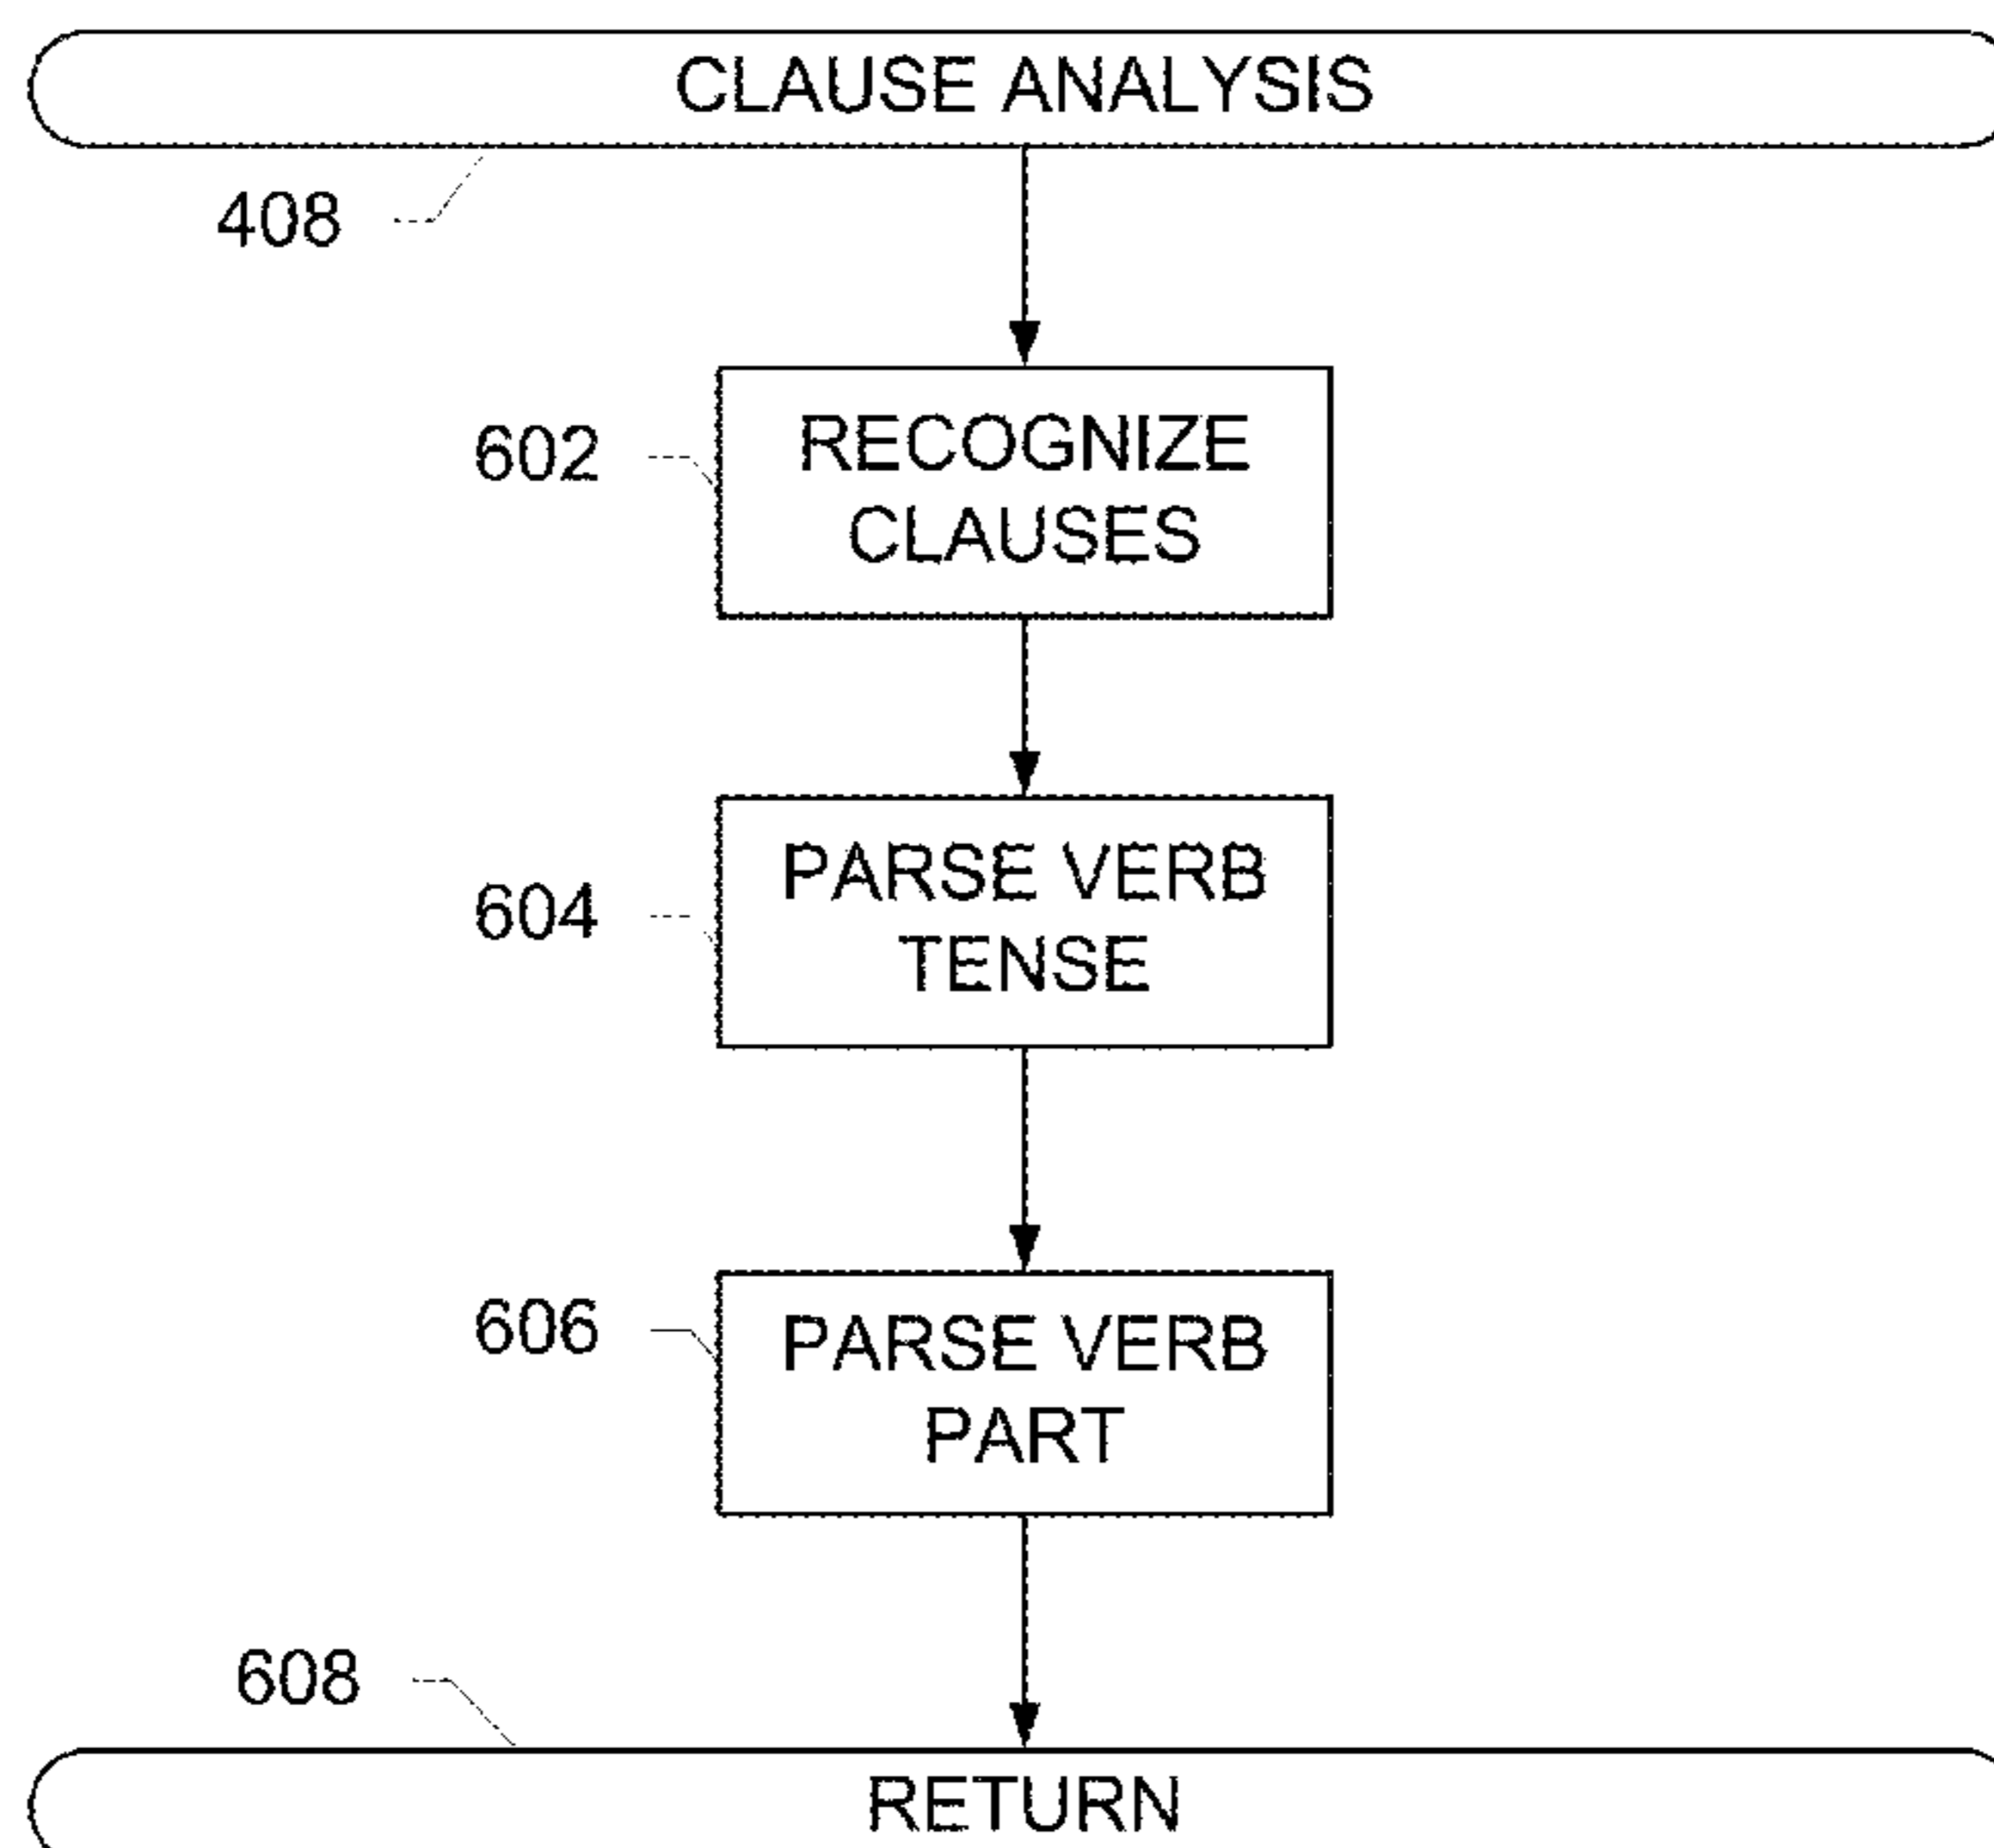 CLAUSE ANALYSIS
408
602
RECOGNIZE
CLAUSES
604
PARSE VERB
TENSE
606
PARSE VERB
PART
608
RETURN